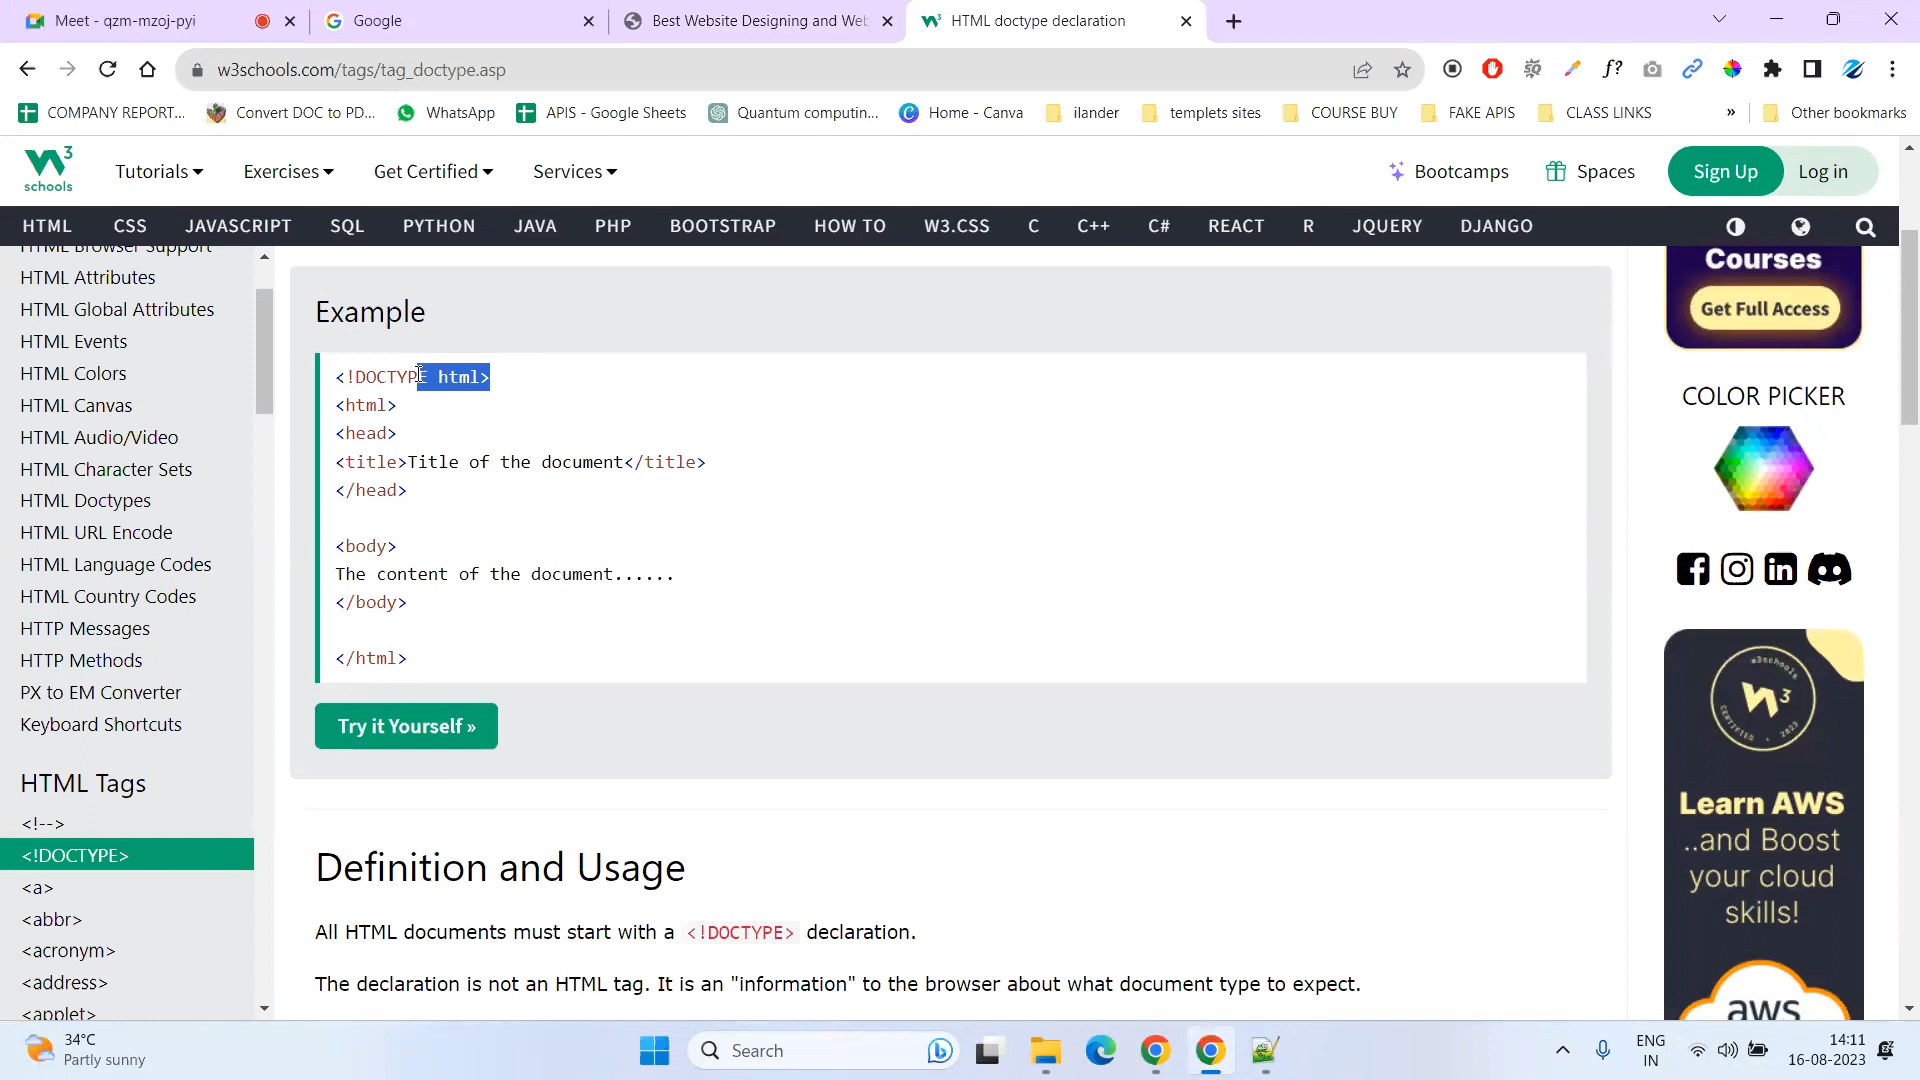 Meet - qzm-mzoj-pyi
Google
Best Website Designing and Web
HTML doctype declaration
w3schools.com/tags/tag_doctype.asp
f?
COMPANY REPORT...
Convert DOC to PD...
WhatsApp
APIS - Google Sheets
Quantum computin...
Home - Canva
ilander
templets sites
COURSE BUY
FAKE APIS
CLASS LINKS
»
Other bookmarks
W3 schools
Tutorials
Exercises
Get Certified
Services
Bootcamps
Spaces
Sign Up
Log in
HTML CSS JAVASCRIPT SQL PYTHON JAVA PHP BOOTSTRAP HOW TO W3.CSS C C++ C# REACT R JQUERY DJANGO
HTML Browser Support
HTML Attributes
HTML Global Attributes
HTML Events
HTML Colors
HTML Canvas
HTML Audio/Video
HTML Character Sets
HTML Doctypes
HTML URL Encode
HTML Language Codes
HTML Country Codes
HTTP Messages
HTTP Methods
PX to EM Converter
Keyboard Shortcuts
HTML Tags
<!-->
<!DOCTYPE>
<a>
<abbr>
<acronym>
<address>
<applet>
Example
<!DOCTYPE html>
<html>
<head>
<title>Title of the document</title>
</head>
<body>
The content of the document......
</body>
</html>
Try it Yourself »
Definition and Usage
All HTML documents must start with a <!DOCTYPE> declaration.
The declaration is not an HTML tag. It is an "information" to the browser about what document type to expect.
Courses
Get Full Access
COLOR PICKER
w3schools
CERTIFIED • 2023
Learn AWS
..and Boost
your cloud
skills!
aws
34°C
Partly sunny
Search
ENG
IN
14:11
16-08-2023